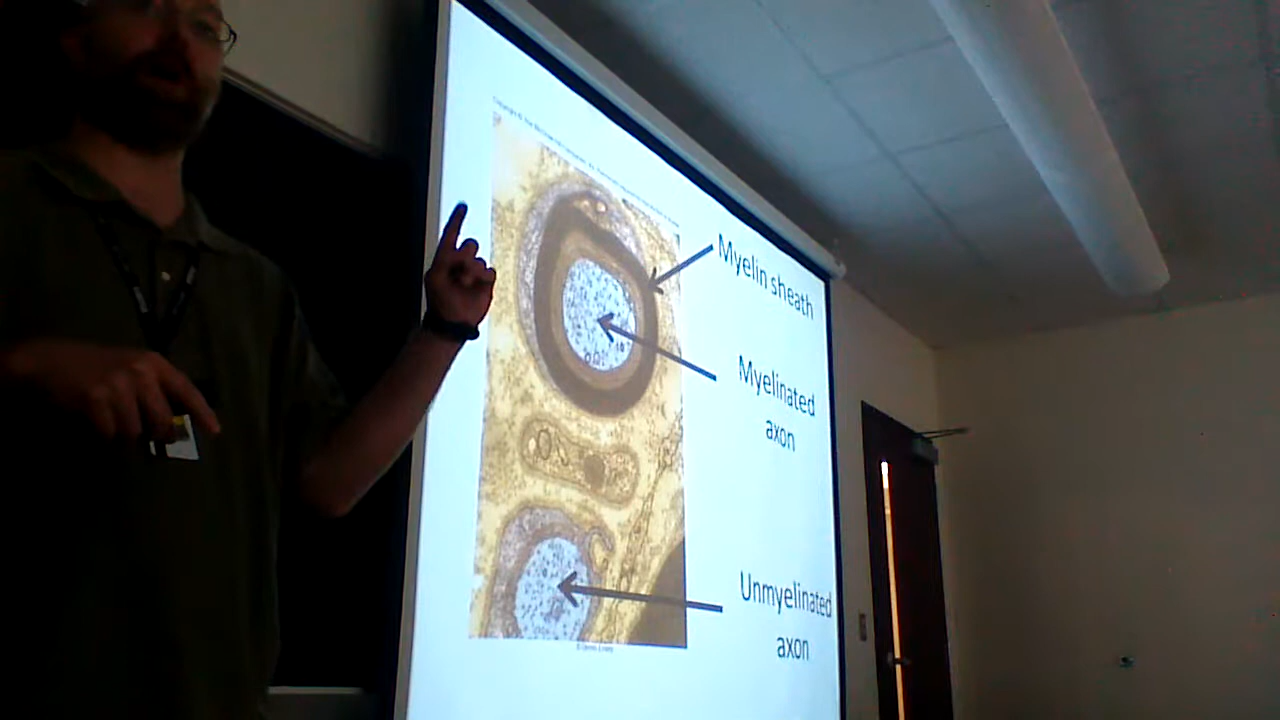 Myelin sheath
Myelinated
axon
Unmyelinated
axon